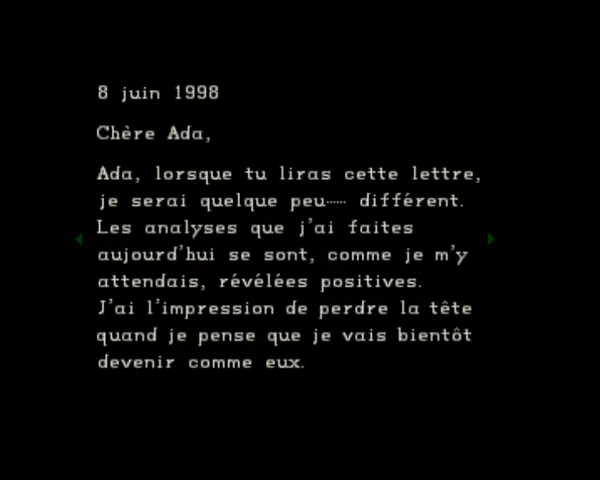 8 juin 1998
Chère Ada,
Ada, lorsque tu liras cette lettre,
je serai quelque peu…… différent.
Les analyses que j'ai faites
aujourd'hui se sont, comme je m'y
attendais, révélées positives.
J'ai l'impression de perdre la tête
quand je pense que je vais bientôt
devenir comme eux.